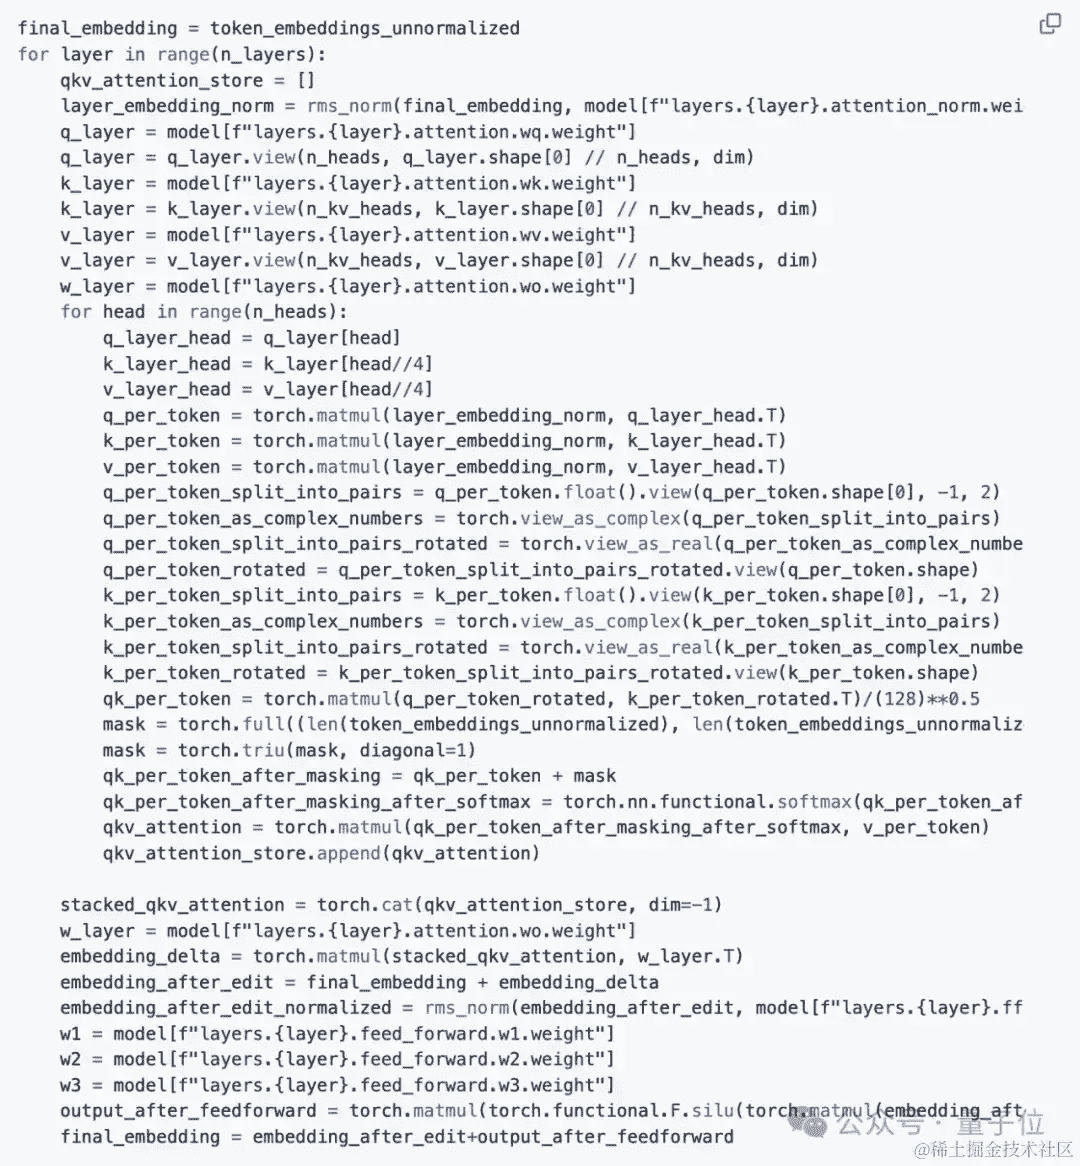 final_embedding = token_embeddings_unnormalized
for layer in range(n_layers):
    qkv_attention_store = []
    layer_embedding_norm = rms_norm(final_embedding, model[f"layers.{layer}.attention_norm.wei
    q_layer = model[f"layers.{layer}.attention.wq.weight"]
    q_layer = q_layer.view(n_heads, q_layer.shape[0] // n_heads, dim)
    k_layer = model[f"layers.{layer}.attention.wk.weight"]
    k_layer = k_layer.view(n_kv_heads, k_layer.shape[0] // n_kv_heads, dim)
    v_layer = model[f"layers.{layer}.attention.wv.weight"]
    v_layer = v_layer.view(n_kv_heads, v_layer.shape[0] // n_kv_heads, dim)
    w_layer = model[f"layers.{layer}.attention.wo.weight"]
    for head in range(n_heads):
        q_layer_head = q_layer[head]
        k_layer_head = k_layer[head//4]
        v_layer_head = v_layer[head//4]
        q_per_token = torch.matmul(layer_embedding_norm, q_layer_head.T)
        k_per_token = torch.matmul(layer_embedding_norm, k_layer_head.T)
        v_per_token = torch.matmul(layer_embedding_norm, v_layer_head.T)
        q_per_token_split_into_pairs = q_per_token.float().view(q_per_token.shape[0], -1, 2)
        q_per_token_as_complex_numbers = torch.view_as_complex(q_per_token_split_into_pairs)
        q_per_token_split_into_pairs_rotated = torch.view_as_real(q_per_token_as_complex_numbe
        q_per_token_rotated = q_per_token_split_into_pairs_rotated.view(q_per_token.shape)
        k_per_token_split_into_pairs = k_per_token.float().view(k_per_token.shape[0], -1, 2)
        k_per_token_as_complex_numbers = torch.view_as_complex(k_per_token_split_into_pairs)
        k_per_token_split_into_pairs_rotated = torch.view_as_real(k_per_token_as_complex_numbe
        k_per_token_rotated = k_per_token_split_into_pairs_rotated.view(k_per_token.shape)
        qk_per_token = torch.matmul(q_per_token_rotated, k_per_token_rotated.T)/(128)**0.5
        mask = torch.full((len(token_embeddings_unnormalized), len(token_embeddings_unnormaliz
        mask = torch.triu(mask, diagonal=1)
        qk_per_token_after_masking = qk_per_token + mask
        qk_per_token_after_masking_after_softmax = torch.nn.functional.softmax(qk_per_token_af
        qkv_attention = torch.matmul(qk_per_token_after_masking_after_softmax, v_per_token)
        qkv_attention_store.append(qkv_attention)

    stacked_qkv_attention = torch.cat(qkv_attention_store, dim=-1)
    w_layer = model[f"layers.{layer}.attention.wo.weight"]
    embedding_delta = torch.matmul(stacked_qkv_attention, w_layer.T)
    embedding_after_edit = final_embedding + embedding_delta
    embedding_after_edit_normalized = rms_norm(embedding_after_edit, model[f"layers.{layer}.ff
    w1 = model[f"layers.{layer}.feed_forward.w1.weight"]
    w2 = model[f"layers.{layer}.feed_forward.w2.weight"]
    w3 = model[f"layers.{layer}.feed_forward.w3.weight"]
    output_after_feedforward = torch.matmul(torch.functional.F.silu(torch.matmul(embedding_aft
    final_embedding = embedding_after_edit+output_after_feedforward
公众号 · 量子位
@稀土掘金技术社区